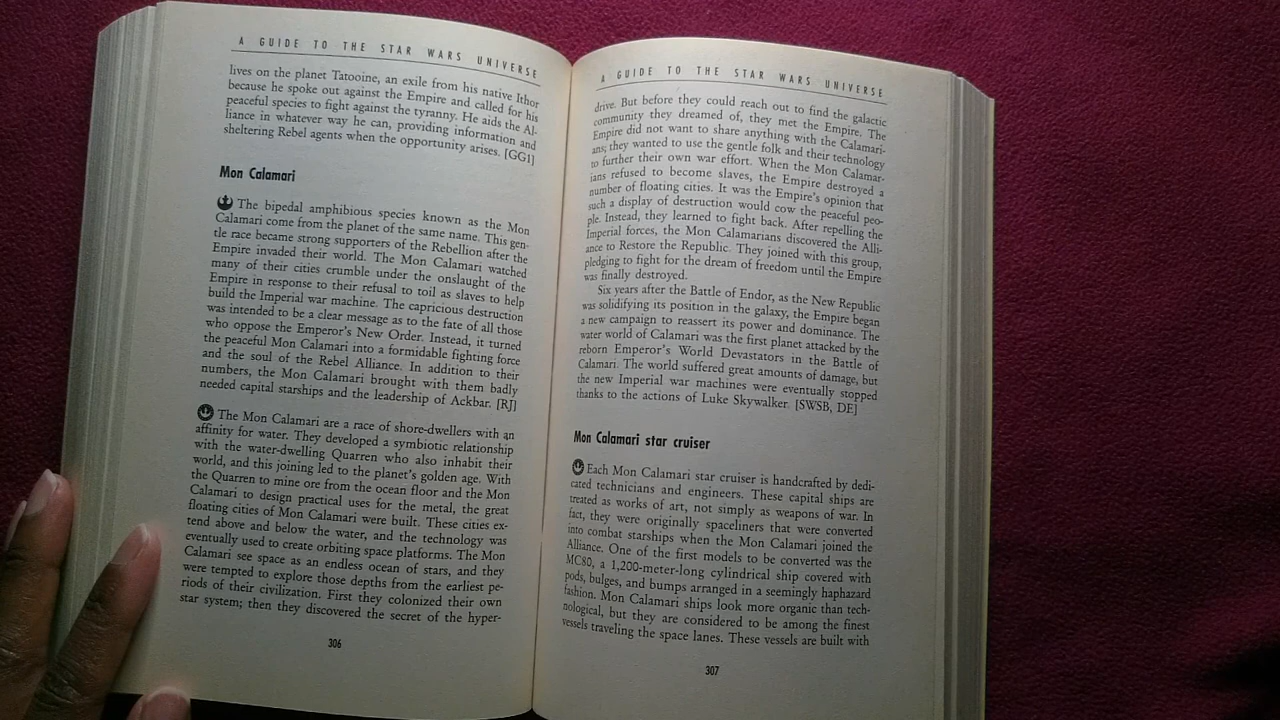 A GUIDE TO THE STAR WARS UNIVERSE
lives on the planet Tatooine, an exile from his native Ithor
because he spoke out against the Empire and called for his
peaceful species to fight against the tyranny. He aids the Al-
liance in whatever way he can, providing information and
sheltering Rebel agents when the opportunity arises. [GG1]
Mon Calamari
The bipedal amphibious species known as the Mon
Calamari come from the planet of the same name. This gen-
tle race became strong supporters of the Rebellion after the
Empire invaded their world. The Mon Calamari watched
many of their cities crumble under the onslaught of the
Empire in response to their refusal to toil as slaves to help
build the Imperial war machine. The capricious destruction
was intended to be a clear message as to the fate of all those
who oppose the Emperor's New Order. Instead, it turned
the peaceful Mon Calamari into a formidable fighting force
and the soul of the Rebel Alliance. In addition to their
numbers, the Mon Calamari brought with them badly
needed capital starships and the leadership of Ackbar. [RJ]
The Mon Calamari are a race of shore-dwellers with an
affinity for water. They developed a symbiotic relationship
with the water-dwelling Quarren who also inhabit their
world, and this joining led to the planet's golden age. With
the Quarren to mine ore from the ocean floor and the Mon
Calamari to design practical uses for the metal, the great
floating cities of Mon Calamari were built. These cities ex-
tend above and below the water, and the technology was
eventually used to create orbiting space platforms. The Mon
Calamari see space as an endless ocean of stars, and they
were tempted to explore those depths from the earliest pe-
riods of their civilization. First they colonized their own
star system; then they discovered the secret of the hyper-
306
A GUIDE TO THE STAR WARS UNIVERSE
drive. But before they could reach out to find the galactic
community they dreamed of, they met the Empire. The
Empire did not want to share anything with the Calamari-
ans; they wanted to use the gentle folk and their technology
to further their own war effort. When the Mon Calamar-
ians refused to become slaves, the Empire destroyed a
number of floating cities. It was the Empire's opinion that
such a display of destruction would cow the peaceful peo-
ple. Instead, they learned to fight back. After repelling the
Imperial forces, the Mon Calamarians discovered the Alli-
ance to Restore the Republic. They joined with this group,
pledging to fight for the dream of freedom until the Empire
was finally destroyed.
Six years after the Battle of Endor, as the New Republic
was solidifying its position in the galaxy, the Empire began
a new campaign to reassert its power and dominance. The
water world of Calamari was the first planet attacked by the
reborn Emperor's World Devastators in the Battle of
Calamari. The world suffered great amounts of damage, but
the new Imperial war machines were eventually stopped
thanks to the actions of Luke Skywalker. [SWSB, DE]
Mon Calamari star cruiser
Each Mon Calamari star cruiser is handcrafted by dedi-
cated technicians and engineers. These capital ships are
treated as works of art, not simply as weapons of war. In
fact, they were originally spaceliners that were converted
into combat starships when the Mon Calamari joined the
Alliance. One of the first models to be converted was the
MC80, a 1,200-meter-long cylindrical ship covered with
pods, bulges, and bumps arranged in a seemingly haphazard
fashion. Mon Calamari ships look more organic than tech-
nological, but they are considered to be among the finest
vessels traveling the space lanes. These vessels are built with
307